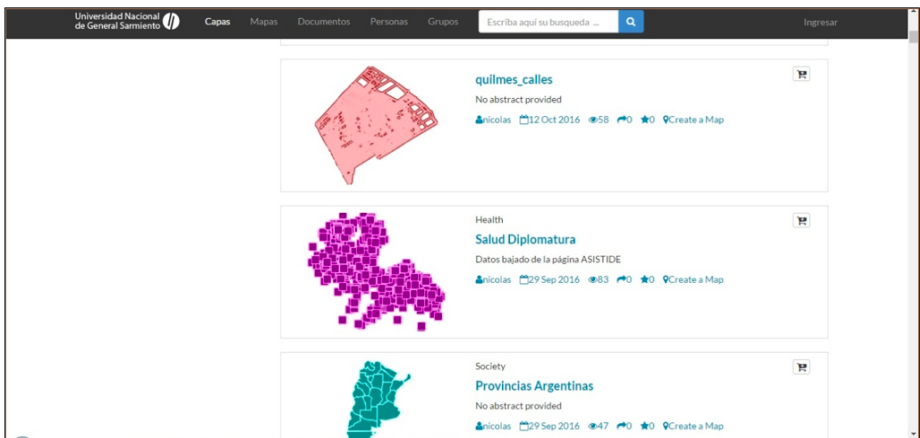 Universidad Nacional
de General Sarmiento
Capas Mapas Documentos Personas Grupos Escriba aquí su busqueda ... Ingresar
quilmes_calles
No abstract provided
nicolas 12 Oct 2016 58 0 0 Create a Map
Health
Salud Diplomatura
Datos bajado de la página ASISTIDE
nicolas 29 Sep 2016 83 0 0 Create a Map
Society
Provincias Argentinas
No abstract provided
nicolas 29 Sep 2016 47 0 0 Create a Map